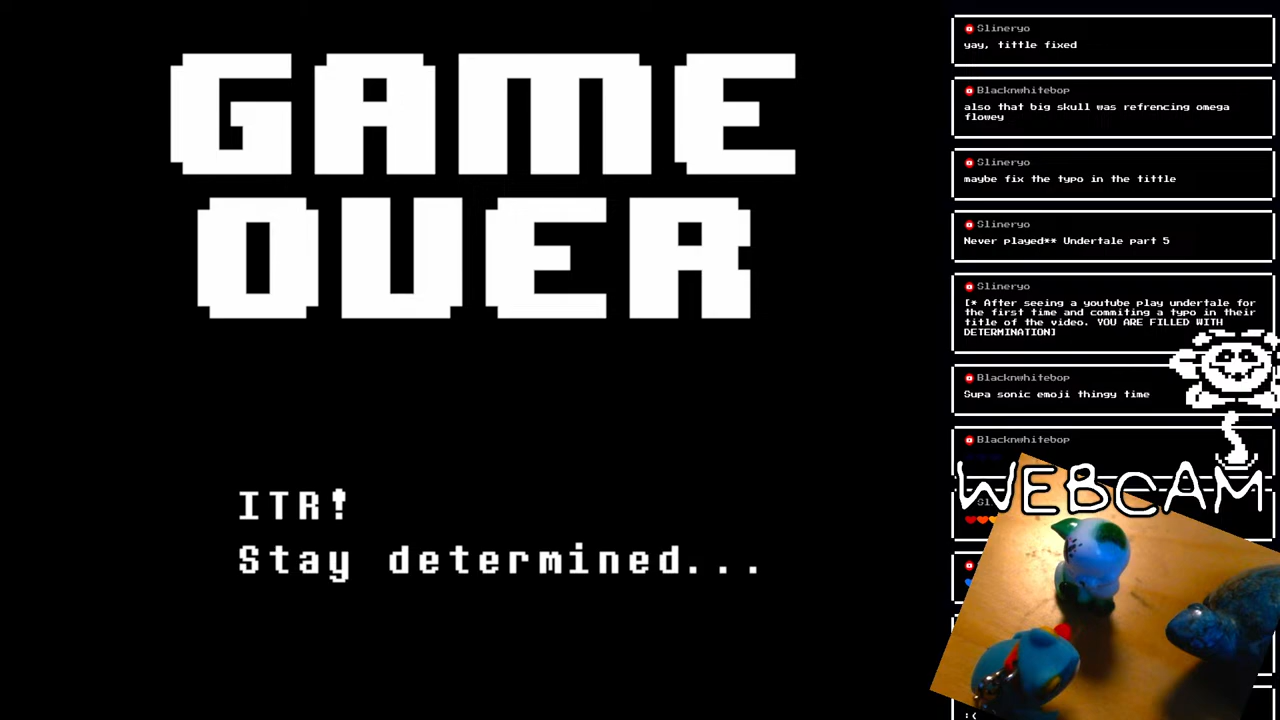 GAME
OVER
ITR!
Stay determined...
Slineryo
yay, tittle fixed
Blacknwhitebop
also that big skull was refrencing omega
flowey
Slineryo
maybe fix the typo in the tittle
Slineryo
Never played** Undertale part 5
Slineryo
[* After seeing a youtube play undertale for
the first time and commiting a typo in their
title of the video. YOU ARE FILLED WITH
DETERMINATION]
Blacknwhitebop
Supa sonic emoji thingy time
Blacknwhitebop
WEBCAM
:(